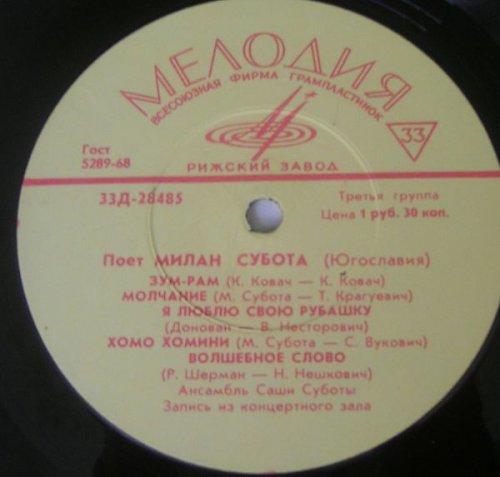 МЕЛОДИЯ
ВСЕСОЮЗНАЯ ФИРМА ГРАМПЛАСТИНОК
33
Гост
5289-68
РИЖСКИЙ ЗАВОД
33Д-28485
Третья группа
Цена 1 руб. 30 коп.
Поет МИЛАН СУБОТА (Югославия)
ЗУМ-РАМ (К. Ковач — К. Ковач)
МОЛЧАНИЕ (М. Субота — Т. Крагуевич)
Я ЛЮБЛЮ СВОЮ РУБАШКУ
(Донован — В. Несторович)
ХОМО ХОМИНИ (М. Субота — С. Вукович)
ВОЛШЕБНОЕ СЛОВО
(Р. Шерман — Н. Нешкович)
Ансамбль Саши Суботы
Запись из концертного зала